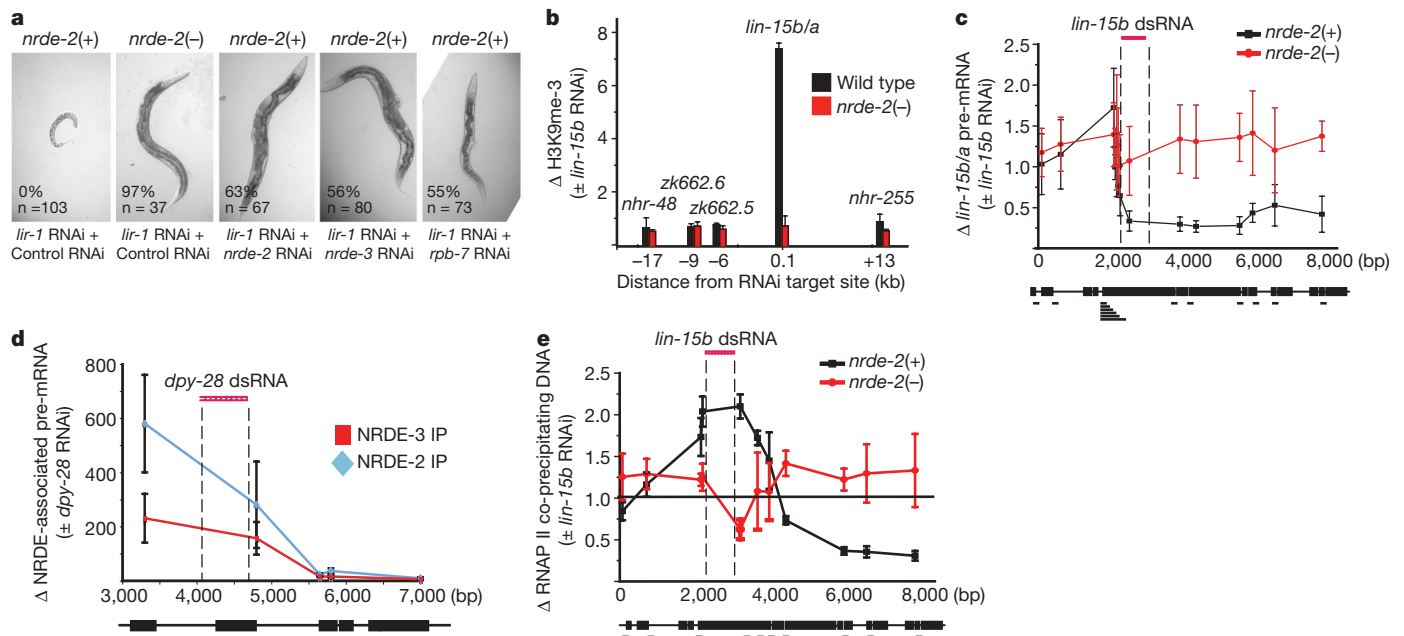 a
nrde-2(+) nrde-2(–) nrde-2(+) nrde-2(+) nrde-2(+)
0% 97% 63% 56% 55%
n =103 n = 37 n = 67 n = 80 n = 73
lir-1 RNAi + lir-1 RNAi + lir-1 RNAi + lir-1 RNAi + lir-1 RNAi +
Control RNAi Control RNAi nrde-2 RNAi nrde-3 RNAi rpb-7 RNAi
b
Δ H3K9me-3
(± lin-15b RNAi)
8
6
4
2
lin-15b/a
Wild type
nrde-2(–)
nhr-48
zk662.6
zk662.5
nhr-255
–17 –9 –6 0.1 +13
Distance from RNAi target site (kb)
c
lin-15b dsRNA
nrde-2(+)
nrde-2(–)
Δ lin-15b/a pre-mRNA
(± lin-15b RNAi)
2.5
2.0
1.5
1.0
0.5
0 2,000 4,000 6,000 8,000 (bp)
d
Δ NRDE-associated pre-mRNA
(± dpy-28 RNAi)
800
600
400
200
dpy-28 dsRNA
NRDE-3 IP
NRDE-2 IP
3,000 4,000 5,000 6,000 7,000 (bp)
e
lin-15b dsRNA
nrde-2(+)
nrde-2(–)
Δ RNAP II co-precipitating DNA
(± lin-15b RNAi)
2.5
2.0
1.5
1.0
0.5
0 2,000 4,000 6,000 8,000 (bp)